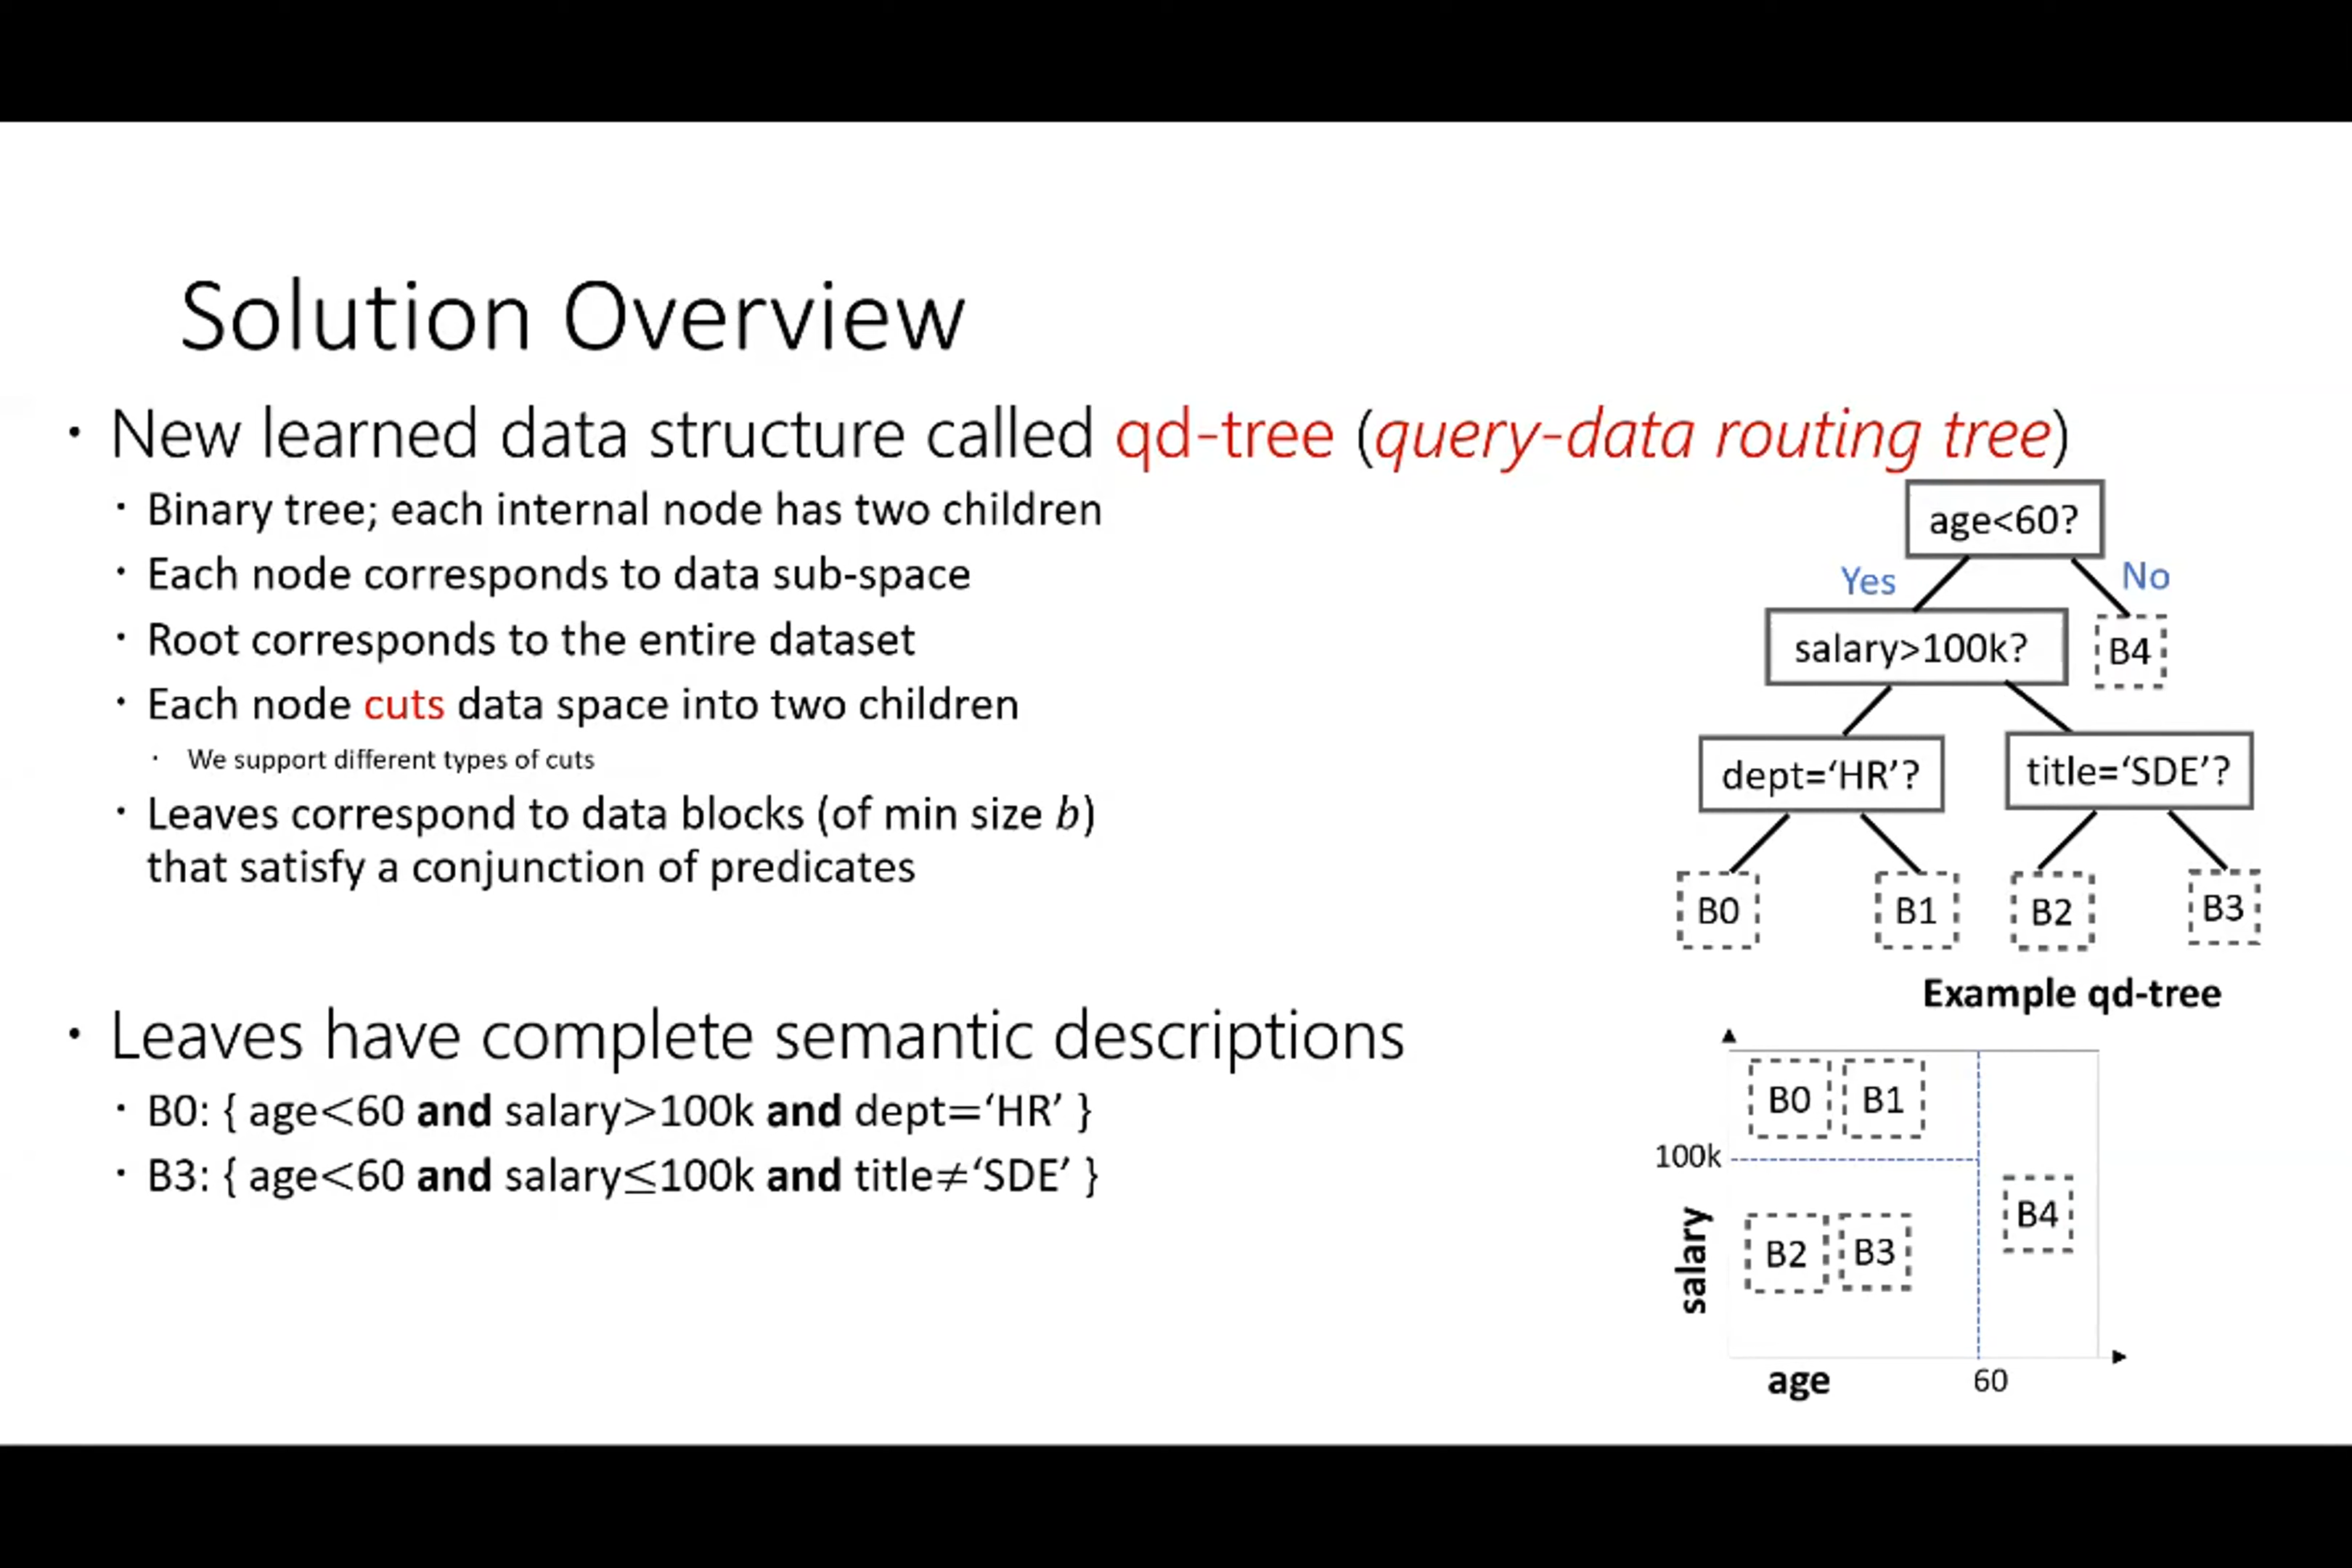 Solution Overview
• New learned data structure called qd-tree (query-data routing tree)
• Binary tree; each internal node has two children
• Each node corresponds to data sub-space
• Root corresponds to the entire dataset
• Each node cuts data space into two children
• We support different types of cuts
• Leaves correspond to data blocks (of min size b)
that satisfy a conjunction of predicates
• Leaves have complete semantic descriptions
• B0: { age<60 and salary>100k and dept=‘HR’ }
• B3: { age<60 and salary≤100k and title≠‘SDE’ }
age<60?
Yes
No
salary>100k?
B4
dept=‘HR’?
title=‘SDE’?
B0
B1
B2
B3
Example qd-tree
B0
B1
100k
B4
B2
B3
salary
age
60